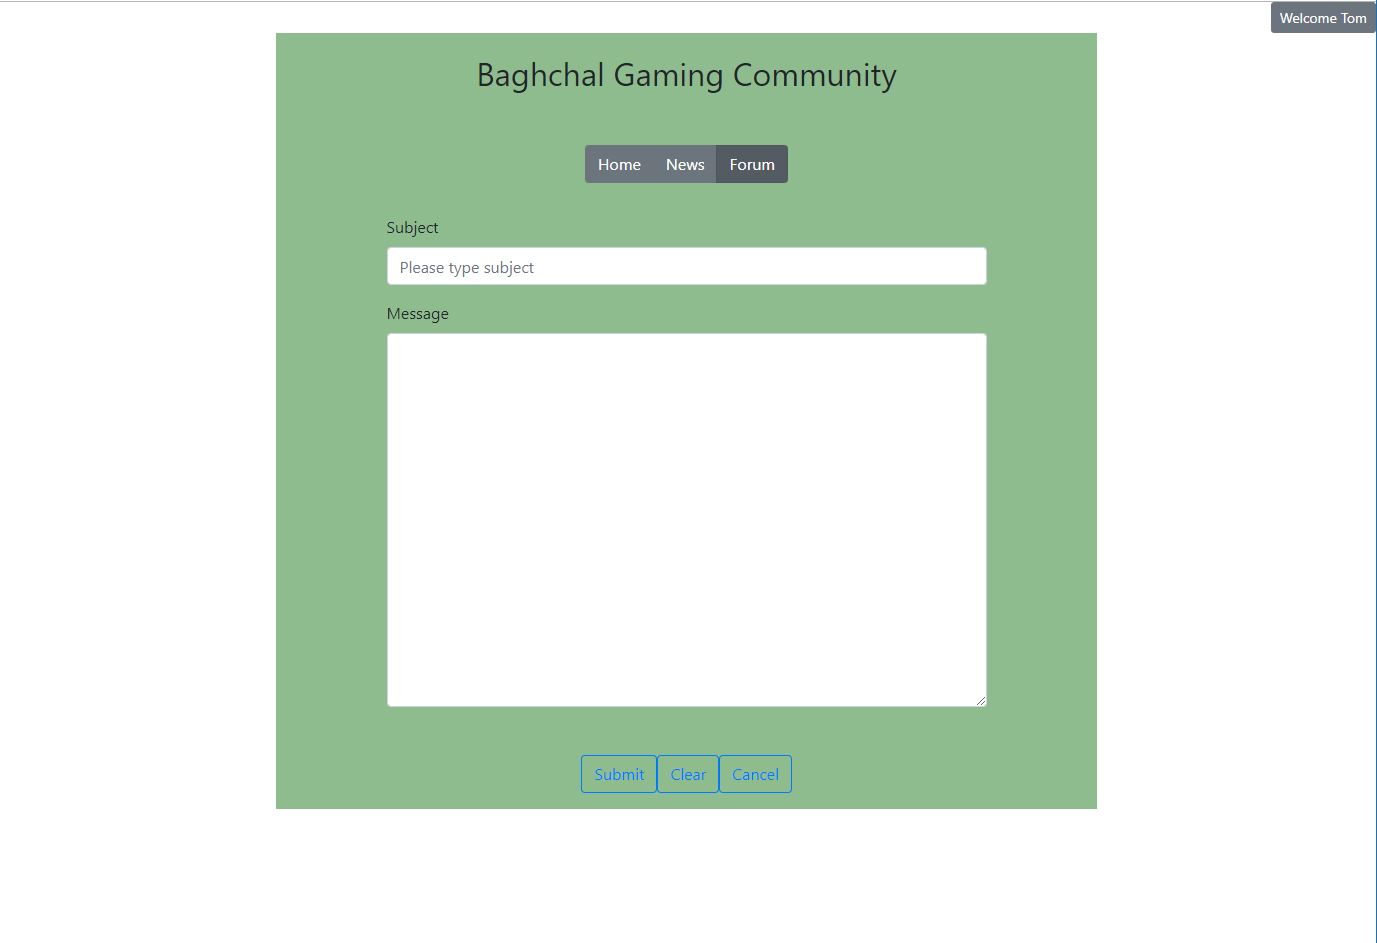 Welcome Tom
Baghchal Gaming Community
Home News Forum
Subject
Please type subject
Message
Submit Clear Cancel